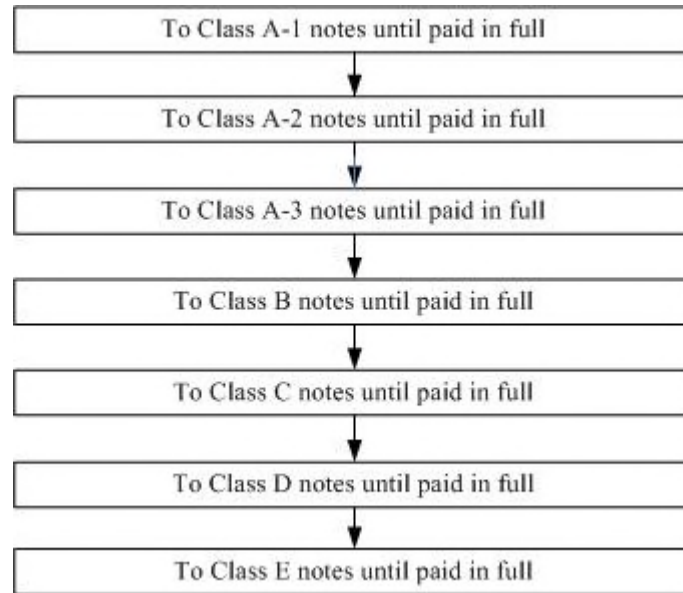 To Class A-1 notes until paid in full
To Class A-2 notes until paid in full
To Class A-3 notes until paid in full
To Class B notes until paid in full
To Class C notes until paid in full
To Class D notes until paid in full
To Class E notes until paid in full